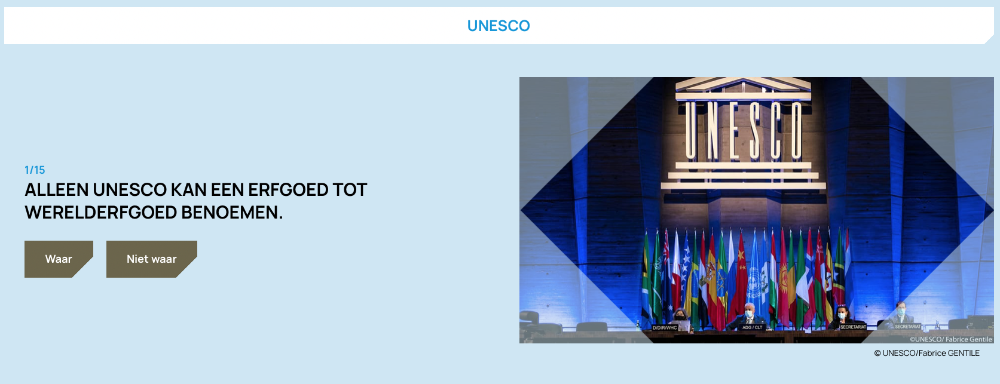 UNESCO
1/15
ALLEEN UNESCO KAN EEN ERFGOED TOT
WERELDERFGOED BENOEMEN.
Waar
Niet waar
UNESCO
D/DIR/WHC
ADG / CLT
SECRETARIAT
SECRETARIAT
©UNESCO/ Fabrice Gentile
© UNESCO/Fabrice GENTILE